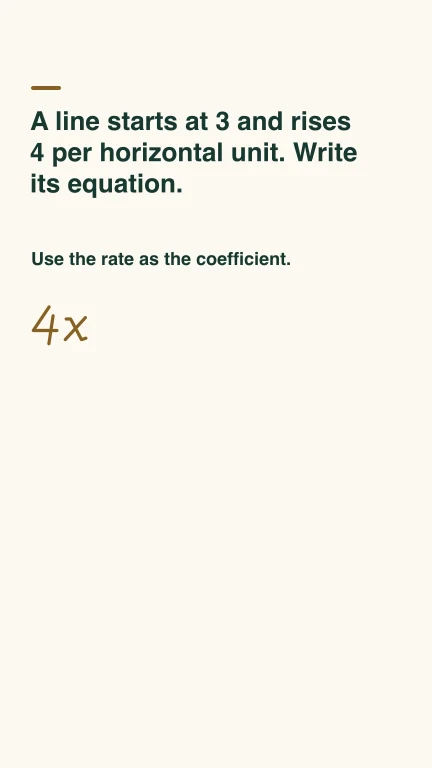 A line starts at 3 and rises
4 per horizontal unit. Write
its equation.
Use the rate as the coefficient.
4x